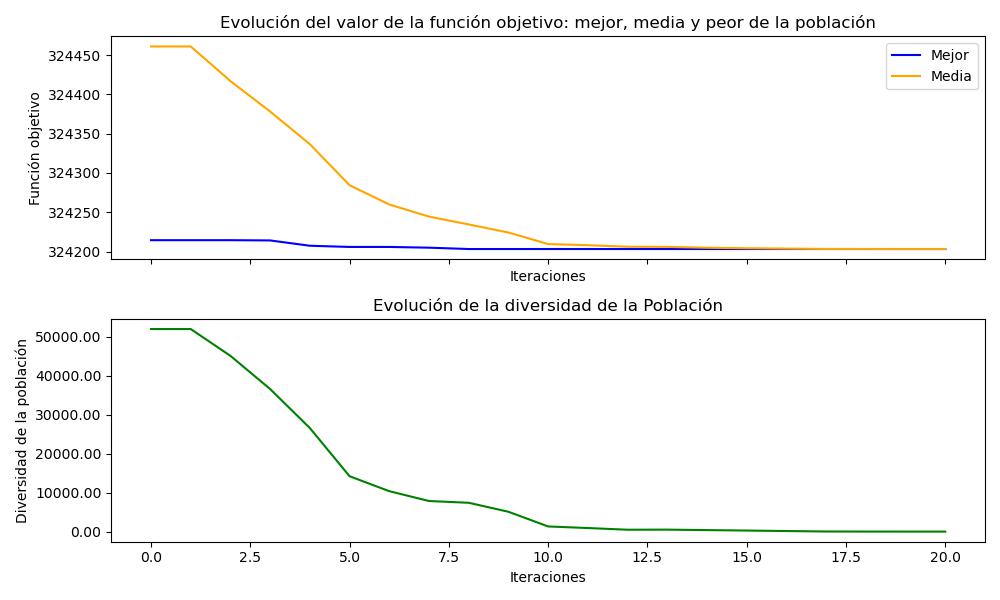 Evolución del valor de la función objetivo: mejor, media y peor de la población
Función objetivo
324450
324400
324350
324300
324250
324200
Mejor
Media
Iteraciones
Evolución de la diversidad de la Población
Diversidad de la población
50000.00
40000.00
30000.00
20000.00
10000.00
0.00
0.0 2.5 5.0 7.5 10.0 12.5 15.0 17.5 20.0
Iteraciones